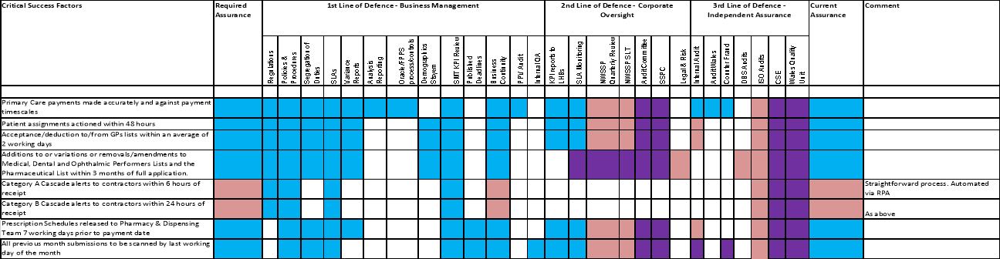 Critical Success Factors
Required
Assurance
1st Line of Defence - Business Management
2nd Line of Defence - Corporate
Oversight
3rd Line of Defence -
Independent Assurance
Current
Assurance
Comment
Regulations
Policies &
Procedures
Segregation of
Duties
SLAs
Variance
Reports
Analysis
Reporting
Oracle/FPPS
process/controls
Demographics
SMT KPI Review
Published
Deadlines
Business
Continuity
PPV Audit
Internal QA
KPI reports to
LHBs
SLA Monitoring
NWSSP
Quarterly Review
NWSSP SLT
Audit Committee
SSPC
Legal & Risk
Internal Audit
Audit Wales
Counter Fraud
DBS Audits
ISO Audits
CSE
Wales Quality
Unit
Primary Care payments made accurately and against payment
timescales
Patient assignments actioned within 48 hours
Acceptance/deduction to/from GPs lists within an average of
2 working days
Additions to or variations or removals/amendments to
Medical, Dental and Ophthalmic Performers Lists and the
Pharmaceutical List within 3 months of full application.
Category A Cascade alerts to contractors within 6 hours of
receipt
Straightforward process. Automated
via RPA
Category B Cascade alerts to contractors within 24 hours of
receipt
As above
Prescription Schedules released to Pharmacy & Dispensing
Team 7 working days prior to payment date
All previous month submissions to be scanned by last working
day of the month